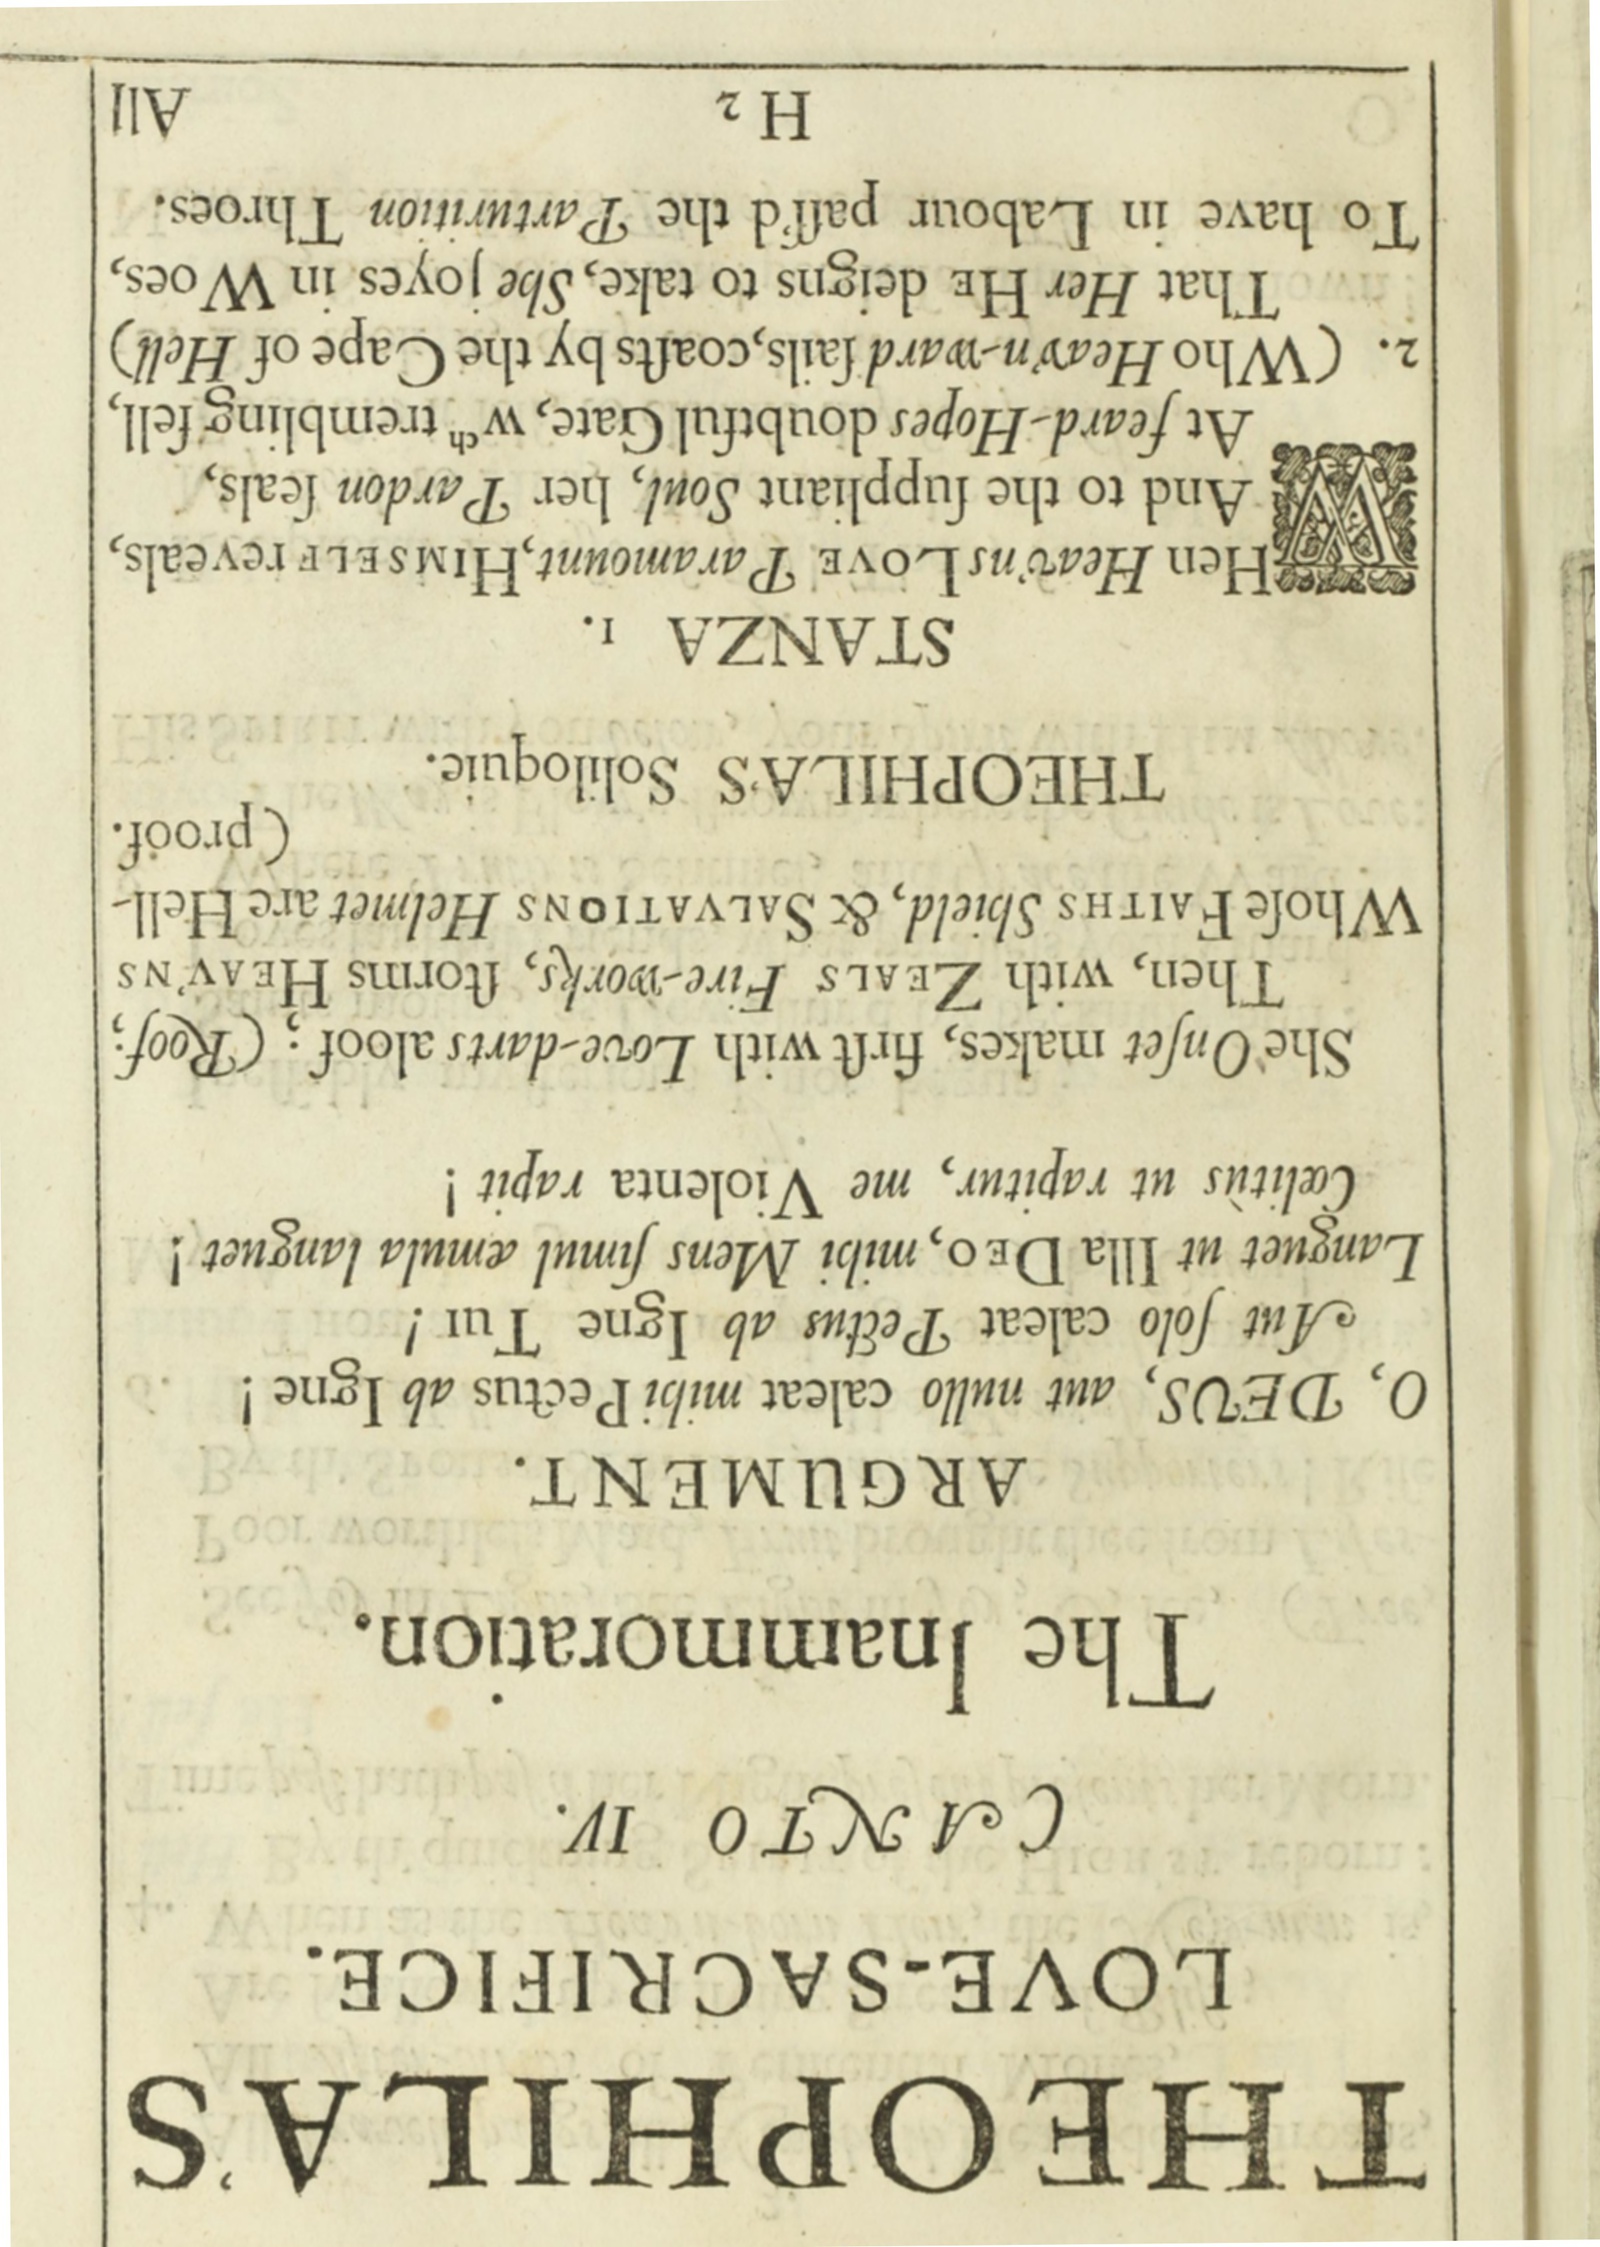 THEOPHILA'S
LOVE-SACRIFICE.
CANTO IV.
The Inammoration.
ARGUMENT.
O, DEUS, aut nullo caleat mihi Pectus ab Igne!
Aut ſolo caleat Pectus ab Igne TUI!
Languet ut Illa DEO, mihi Mens ſimul æmula languet!
Cœlitùs ut rapitur, me Violenta rapit!
She Onſet makes, firſt with Love-darts aloof; (Roof;
Then, with ZEALS Fire-works, ſtorms HEAV'NS
Whoſe FAITHS Shield, & SALVATIONS Helmet are Hell-
(proof.
THEOPHILA'S Soliloquie.
STANZA 1.
WHen Heav'ns LOVE Paramount, HIMSELF reveals,
And to the ſuppliant Soul, her Pardon ſeals,
At feard-Hopes doubtful Gate, wch trembling fell,
2. (Who Heav'n-ward ſails, coaſts by the Cape of Hell)
That Her HE deigns to take, She joyes in Woes,
To have in Labour paſſ'd the Parturition Throes.
H 2 All